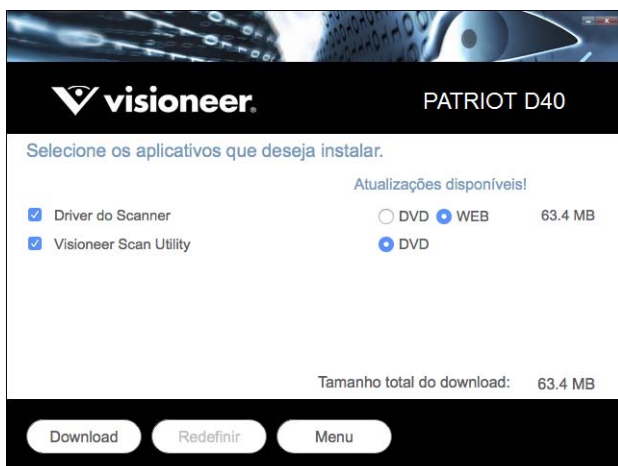 visioneer®
PATRIOT D40
Selecione os aplicativos que deseja instalar.
Atualizações disponíveis!
Driver do Scanner DVD WEB 63.4 MB
Visioneer Scan Utility DVD
Tamanho total do download: 63.4 MB
Download Redefinir Menu